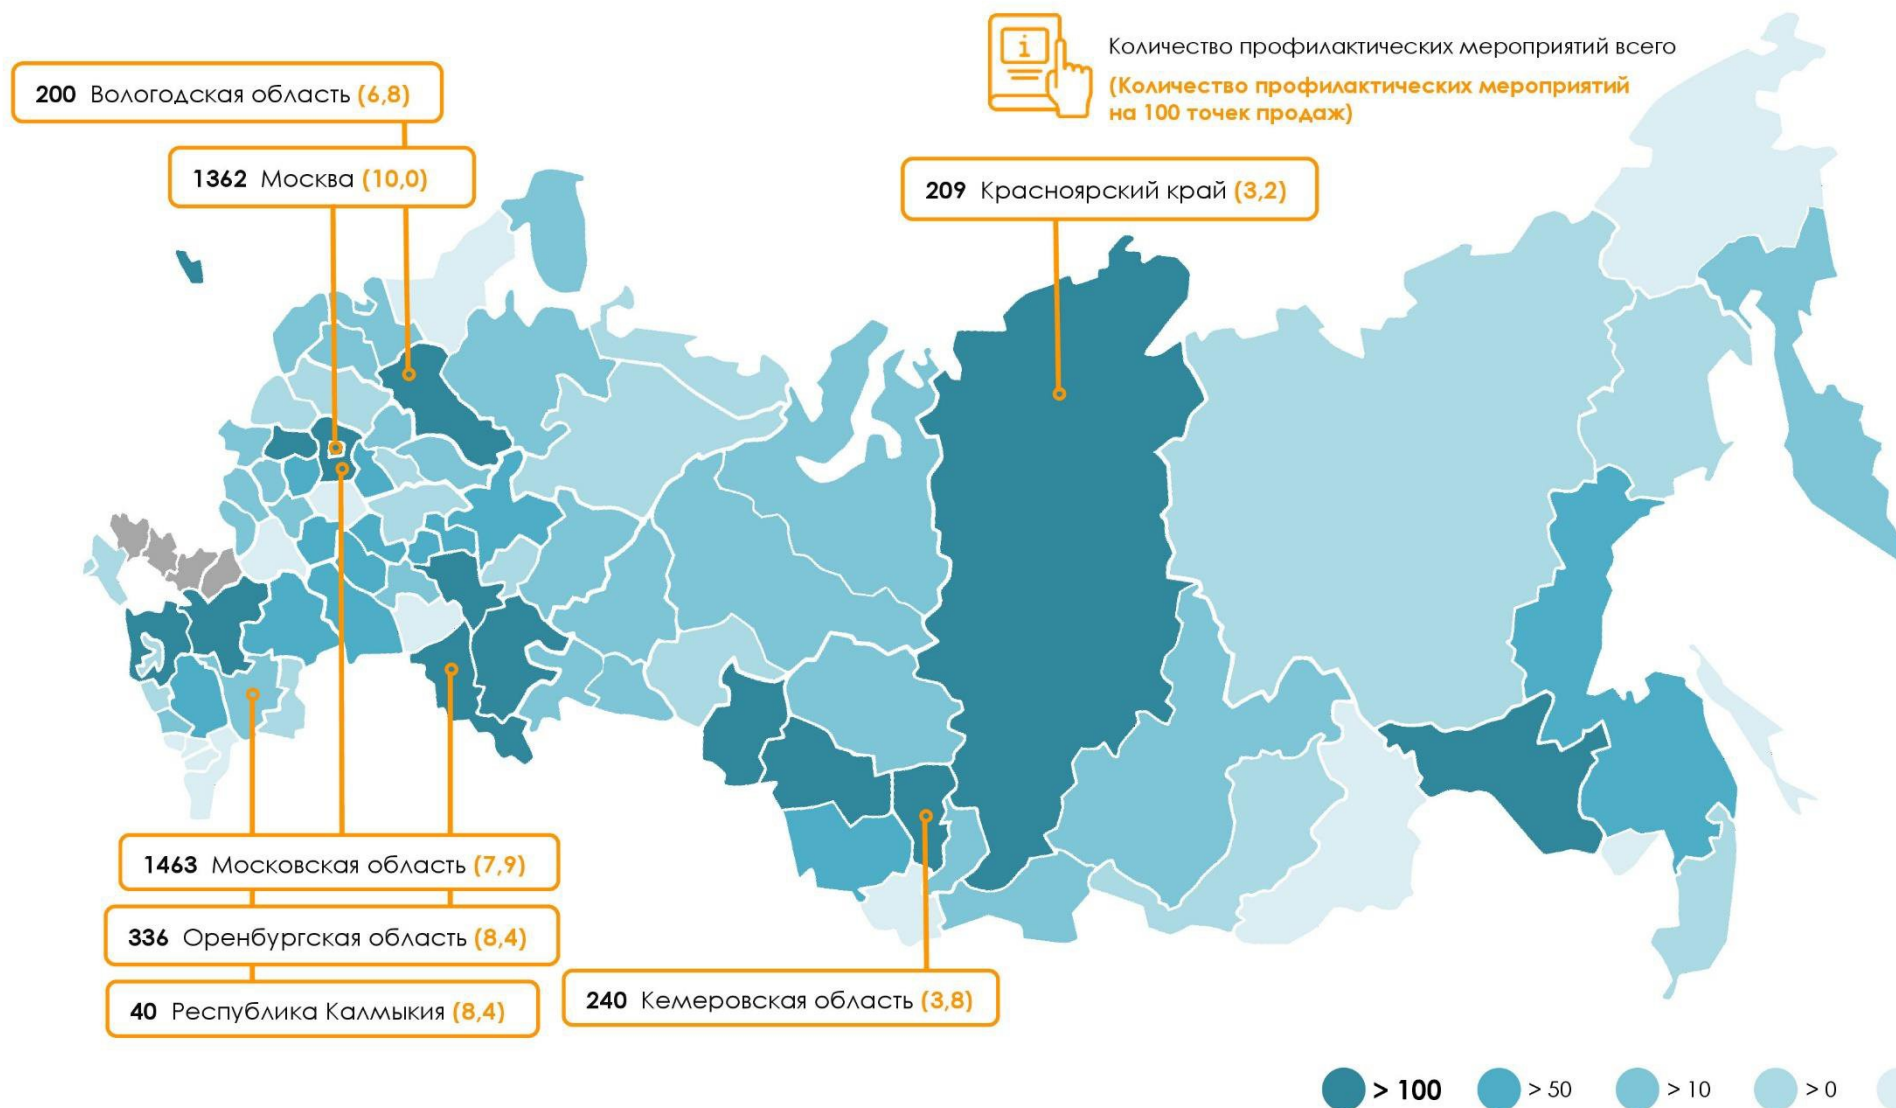 Количество профилактических мероприятий всего
(Количество профилактических мероприятий
на 100 точек продаж)
200 Вологодская область (6,8)
1362 Москва (10,0)
209 Красноярский край (3,2)
1463 Московская область (7,9)
336 Оренбургская область (8,4)
40 Республика Калмыкия (8,4)
240 Кемеровская область (3,8)
> 100 > 50 > 10 > 0